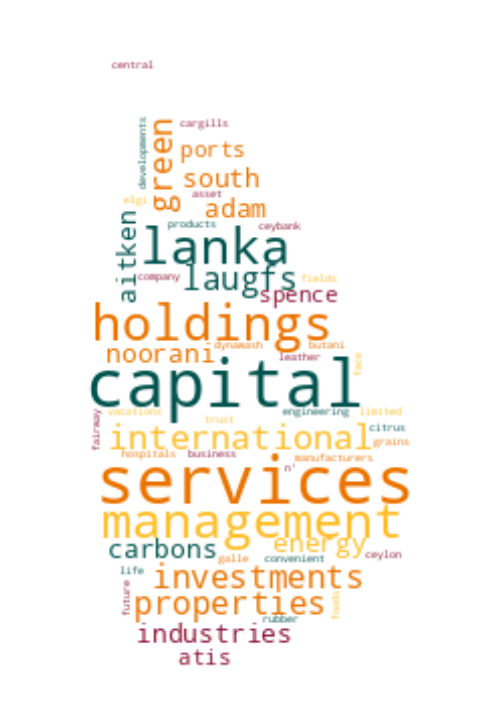 central
developments
green
cargills
ports
south
asset
elgi
adam
aitken
products
ceybank
lanka
company
laugfs
fields
spence
holdings
dynawash
butani
noorani
leather
face
capital
fairway
vacations
trust
engineering
limited
citrus
international
grains
hospitals
business
manufacturers
n'
services
management
energy
carbons
galle
convenient
ceylon
life
investments
future
properties
foods
rubber
industries
atis